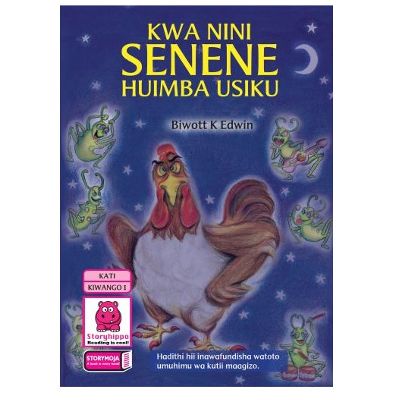 KWA NINI
SENENE
HUIMBA USIKU
Biwott K Edwin
KATI
KIWANGO I
Storyhippo
Reading is cool!
STORYMOJA
Hadithi hii inawafundisha watoto
umuhimu wa kutii maagizo.